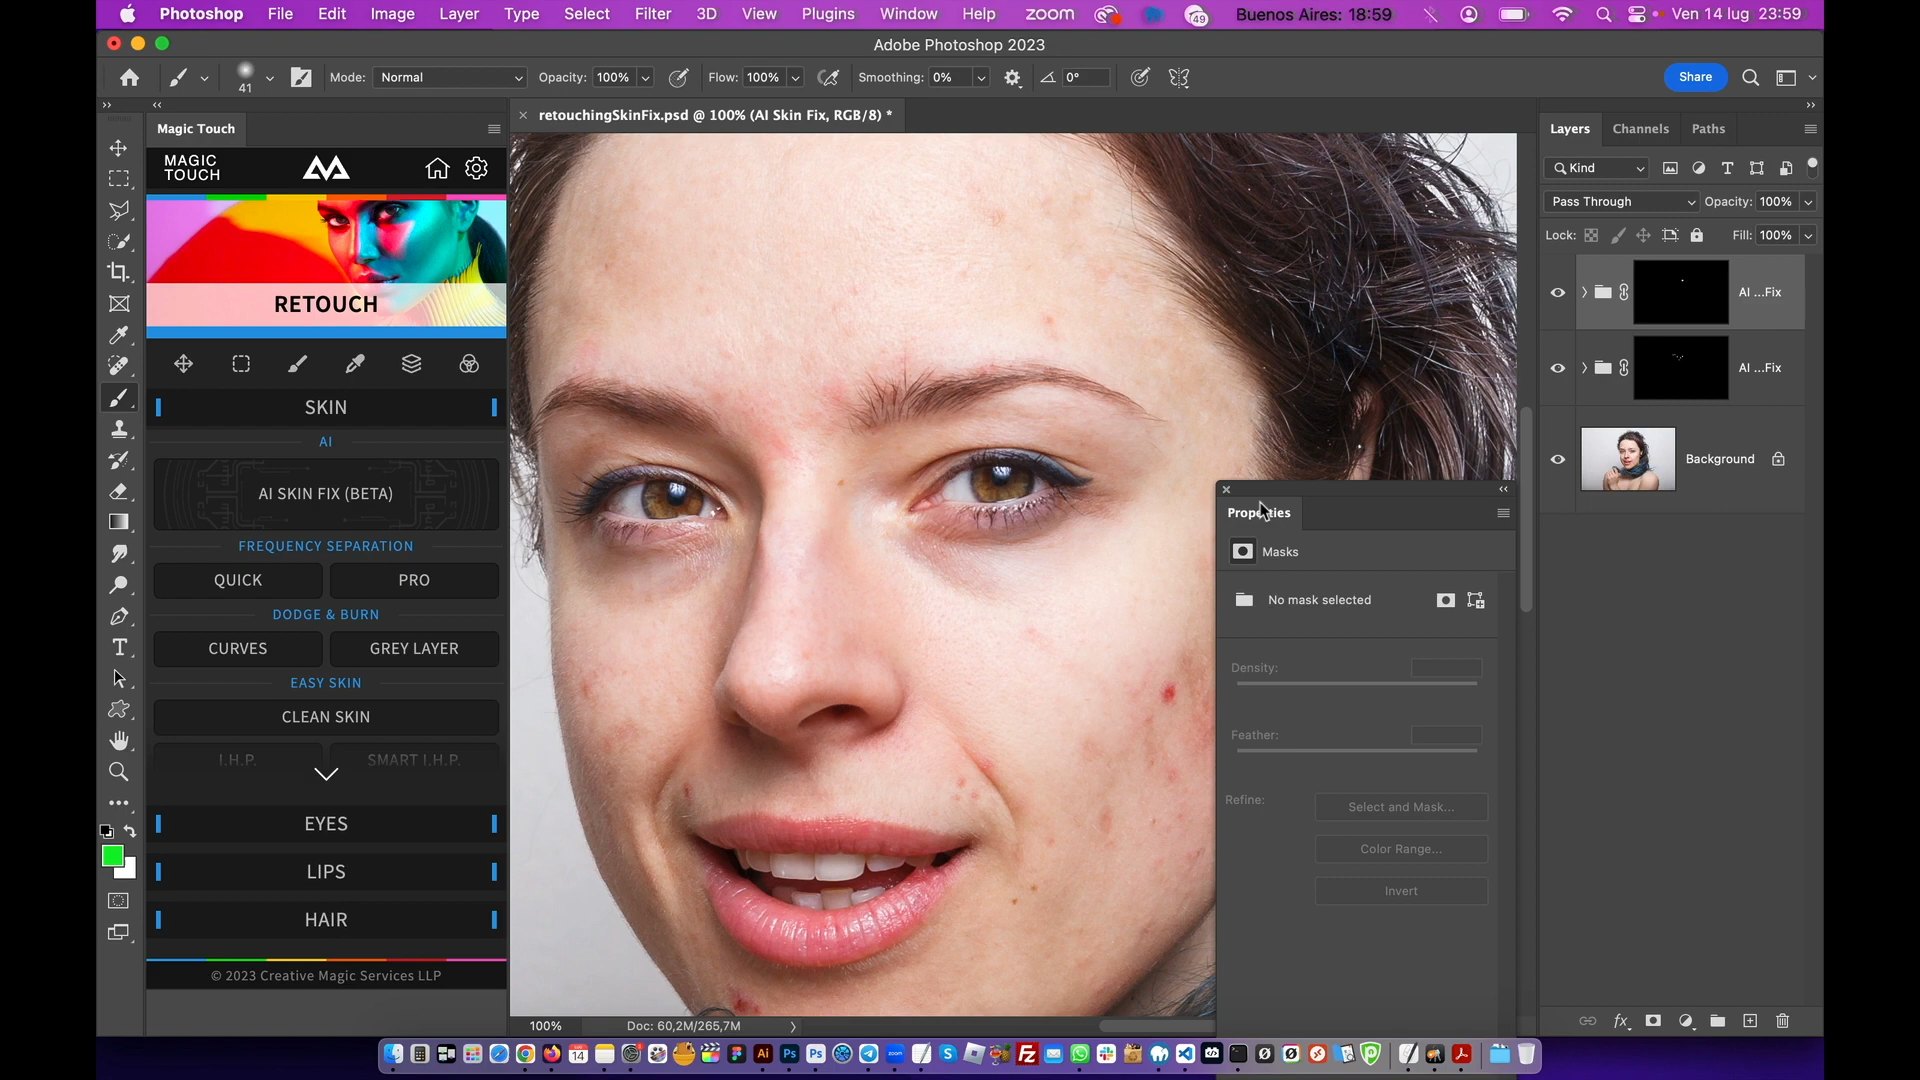 Photoshop File Edit Image Layer Type Select Filter 3D View Plugins Window Help zoom 49 Buenos Aires: 18:59 Ven 14 lug 23:59
Adobe Photoshop 2023
41 Mode: Normal Opacity: 100% Flow: 100% Smoothing: 0% 0° Share
Magic Touch
MAGIC
TOUCH
RETOUCH
SKIN
AI
AI SKIN FIX (BETA)
FREQUENCY SEPARATION
QUICK PRO
DODGE & BURN
CURVES GREY LAYER
EASY SKIN
CLEAN SKIN
I.H.P. SMART I.H.P.
EYES
LIPS
HAIR
© 2023 Creative Magic Services LLP
retouchingSkinFix.psd @ 100% (AI Skin Fix, RGB/8) *
100% Doc: 60,2M/265,7M
Properties
Masks
No mask selected
Density:
Feather:
Refine: Select and Mask...
Color Range...
Invert
Layers Channels Paths
Kind
Pass Through Opacity: 100%
Lock: Fill: 100%
AI ...Fix
AI ...Fix
Background
fx